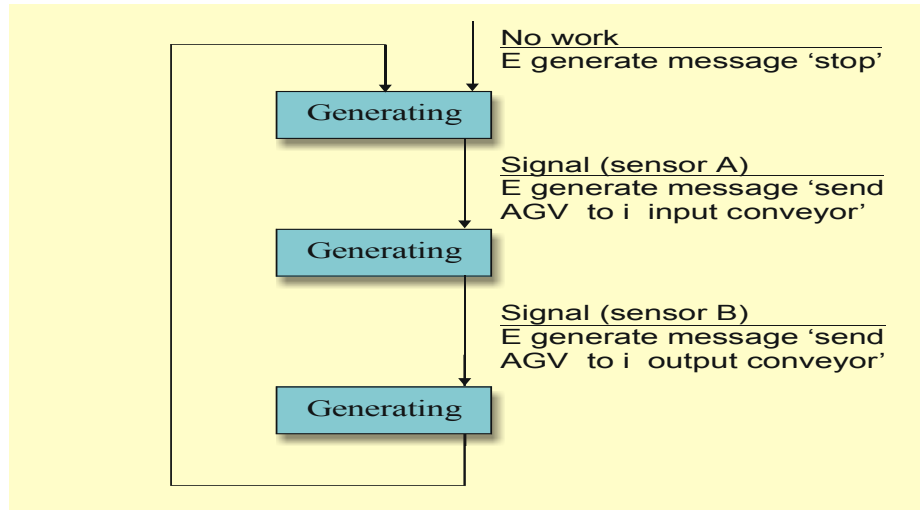 No work
E generate message ‘stop’
Generating
Signal (sensor A)
E generate message ‘send
AGV to i input conveyor’
Generating
Signal (sensor B)
E generate message ‘send
AGV to i output conveyor’
Generating